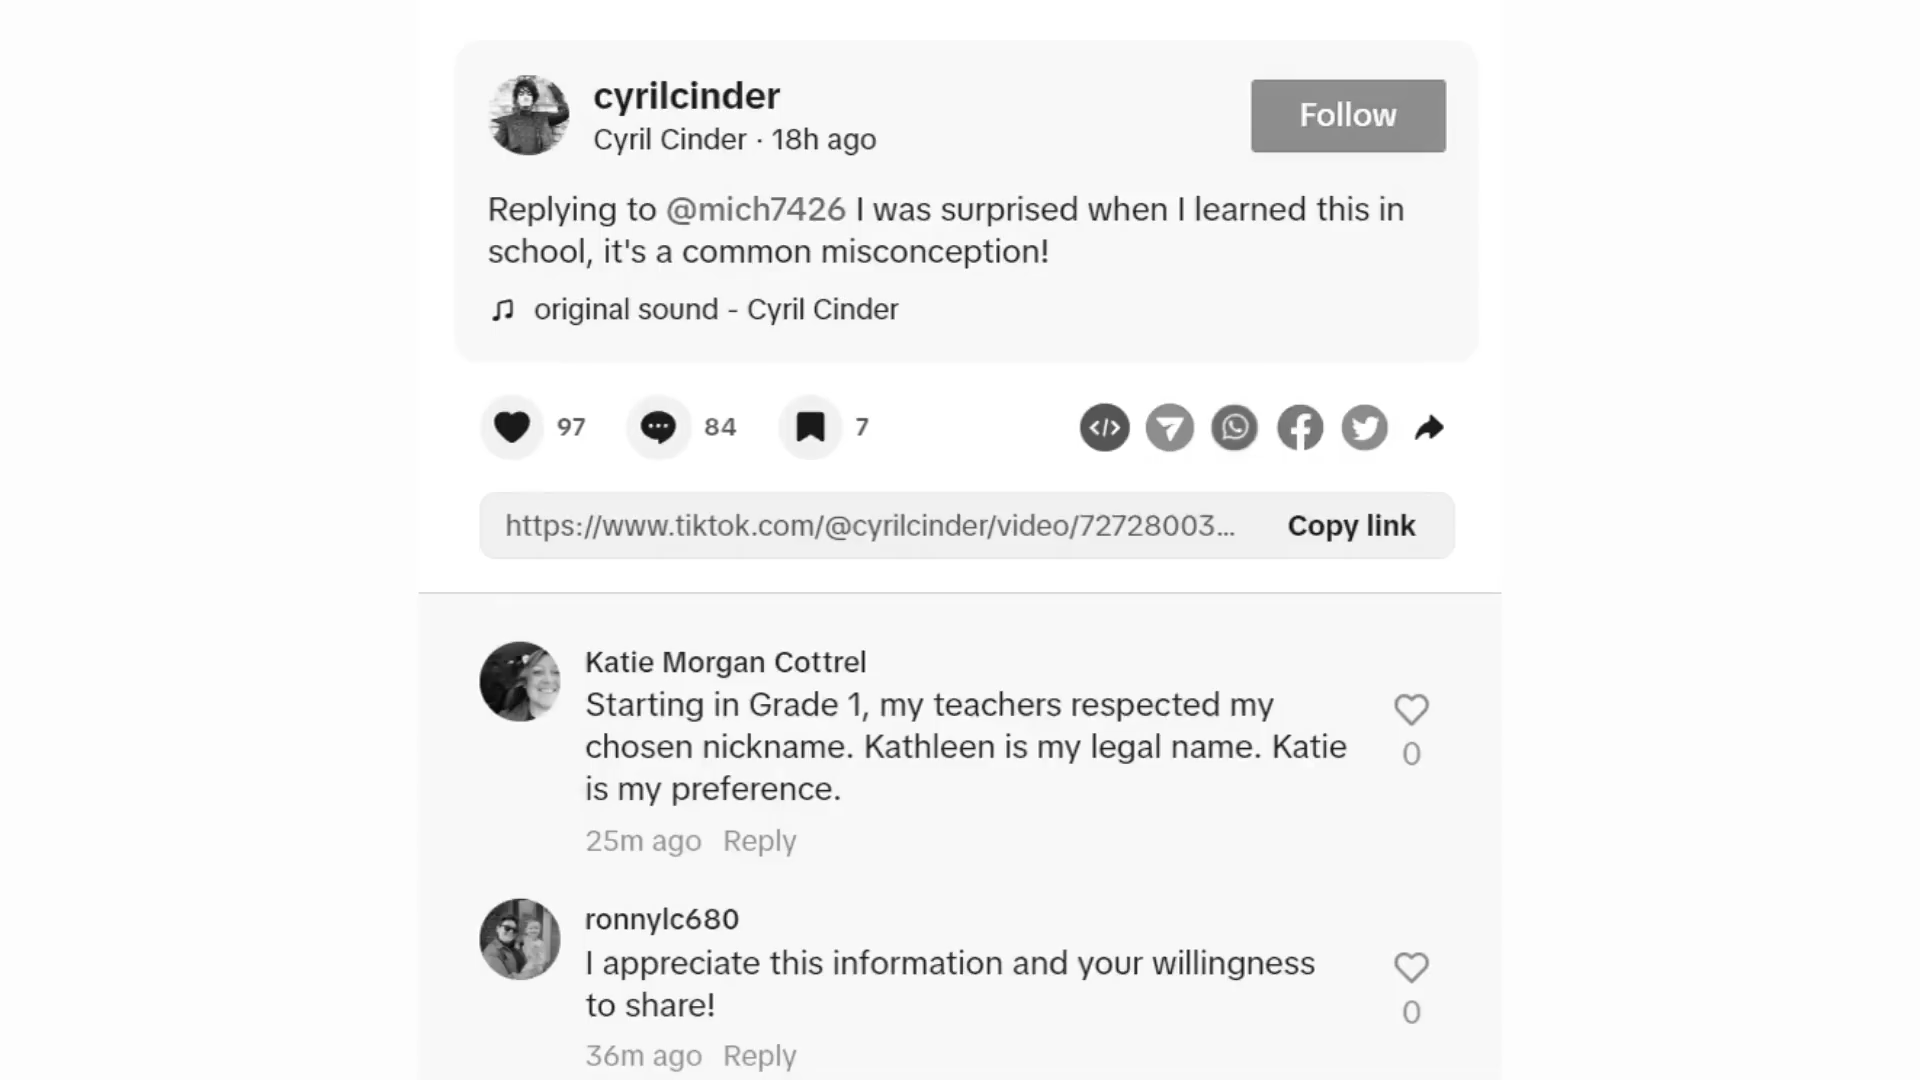 cyrilcinder
Cyril Cinder · 18h ago
Follow
Replying to @mich7426 I was surprised when I learned this in
school, it's a common misconception!
original sound - Cyril Cinder
97
84
7
https://www.tiktok.com/@cyrilcinder/video/72728003...
Copy link
Katie Morgan Cottrel
Starting in Grade 1, my teachers respected my
chosen nickname. Kathleen is my legal name. Katie
is my preference.
0
25m ago Reply
ronnylc680
I appreciate this information and your willingness
to share!
0
36m ago Reply